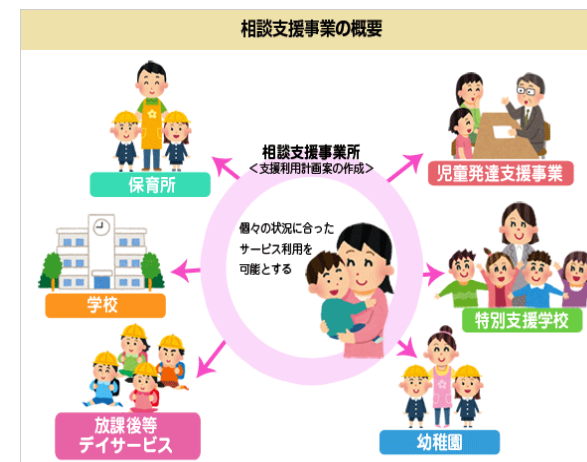 相談支援事業の概要
相談支援事業所
＜支援利用計画案の作成＞
個々の状況に合った
サービス利用を
可能とする
保育所
児童発達支援事業
学校
特別支援学校
放課後等
デイサービス
幼稚園